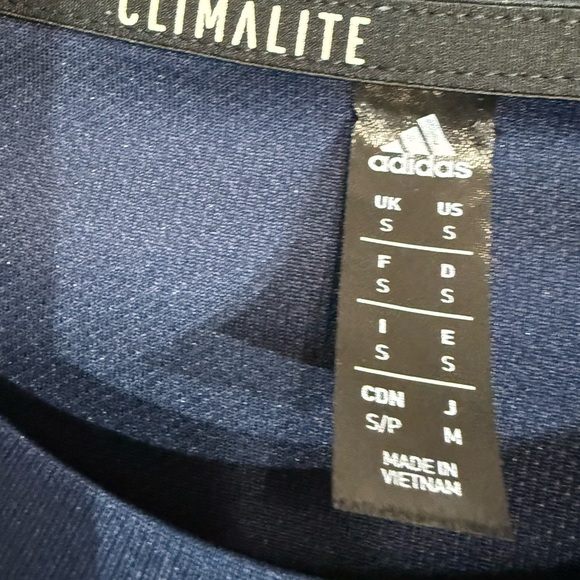 CLIMALITE
adidas
UK US
S S
F D
S S
I E
S S
CDN J
S/P M
MADE IN
VIETNAM